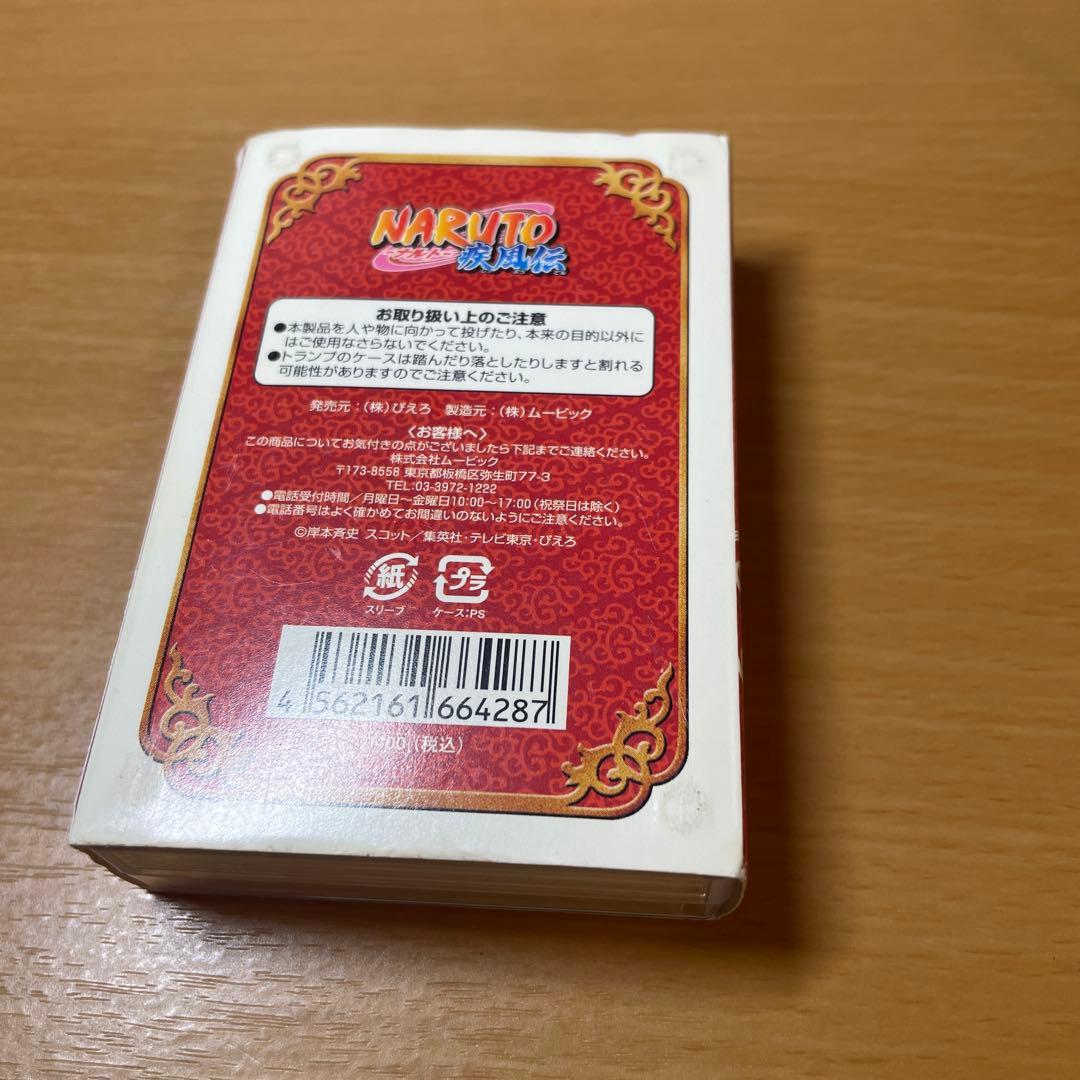 NARUTO
-ナルト-
疾風伝
お取り扱い上のご注意
●本製品を人や物に向かって投げたり、本来の目的以外に
はご使用なさらないでください。
●トランプのケースは踏んだり落としたりしますと割れる
可能性がありますのでご注意ください。
発売元:(株)ぴえろ 製造元:(株)ムービック
〈お客様へ〉
この商品についてお気付きの点がございましたら下記までご連絡ください。
株式会社ムービック
〒173-8558 東京都板橋区弥生町77-3
TEL:03-3972-1222
●電話受付時間/月曜日〜金曜日10:00〜17:00(祝祭日は除く)
●電話番号はよく確かめてお間違いのないようにご注意ください。
©岸本斉史 スコット/集英社・テレビ東京・ぴえろ
紙 プラ
スリーブ ケース:PS
4 562161 664287
(税込)